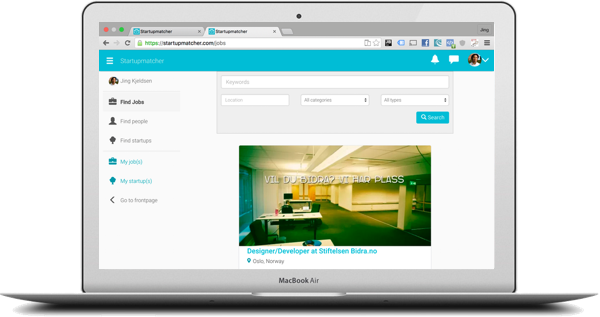 Jörg
Startupmatcher
Startupmatcher
https://startupmatcher.com/jobs
Startupmatcher
Keywords
Jörg Kjeldsen
Location
All categories
All types
Find Jobs
Search
Find people
Find startups
VIL DU BIDRA? VI HAR PLASS
My job(s)
My startup(s)
Go to frontpage
Designer/Developer at Stiftelsen Bidra.no
Oslo, Norway
MacBook Air